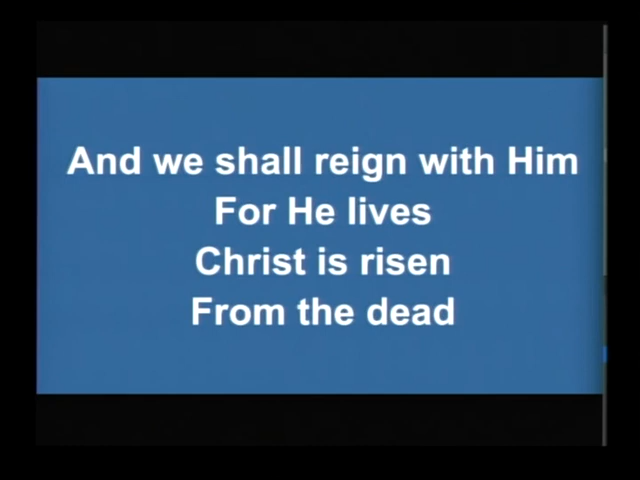 And we shall reign with Him
For He lives
Christ is risen
From the dead